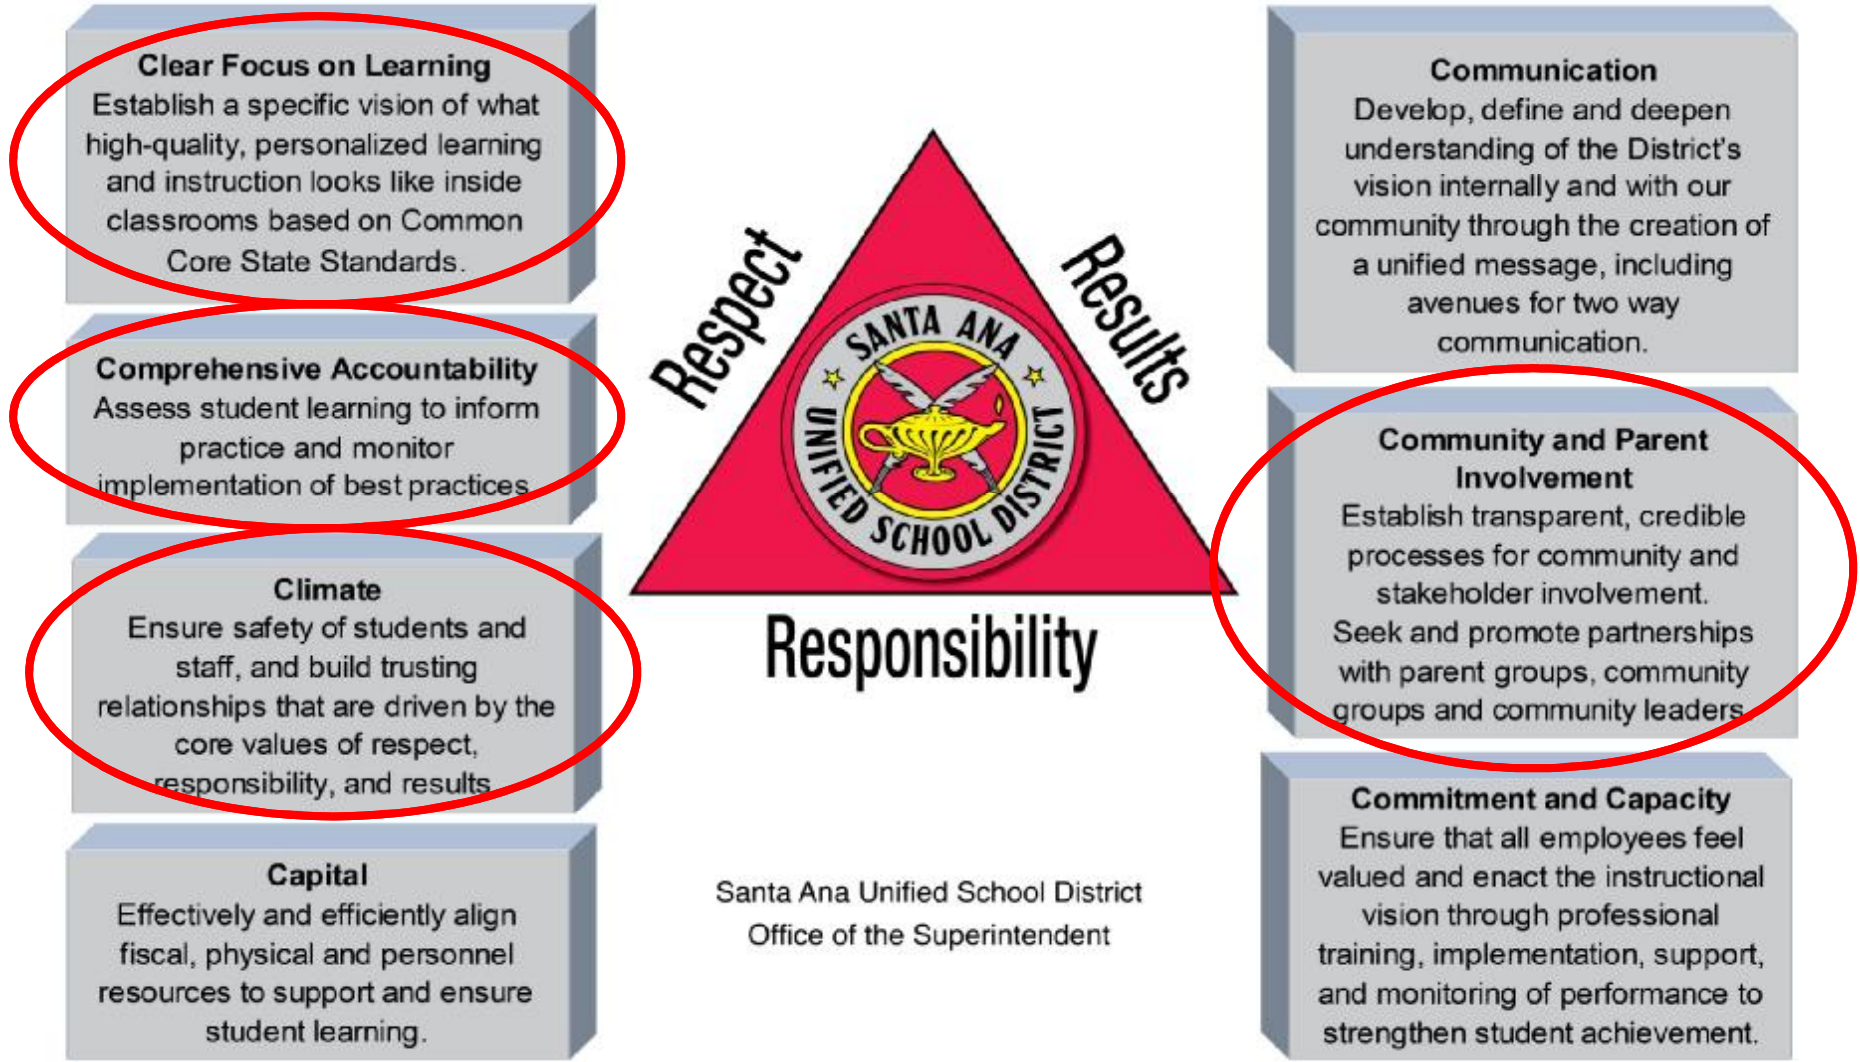 Clear Focus on Learning
Establish a specific vision of what
high-quality, personalized learning
and instruction looks like inside
classrooms based on Common
Core State Standards.
Comprehensive Accountability
Assess student learning to inform
practice and monitor
implementation of best practices
Climate
Ensure safety of students and
staff, and build trusting
relationships that are driven by the
core values of respect,
responsibility, and results
Capital
Effectively and efficiently align
fiscal, physical and personnel
resources to support and ensure
student learning.
Respect
Results
Responsibility
SANTA ANA
UNIFIED SCHOOL DISTRICT
Santa Ana Unified School District
Office of the Superintendent
Communication
Develop, define and deepen
understanding of the District's
vision internally and with our
community through the creation of
a unified message, including
avenues for two way
communication.
Community and Parent
Involvement
Establish transparent, credible
processes for community and
stakeholder involvement.
Seek and promote partnerships
with parent groups, community
groups and community leaders.
Commitment and Capacity
Ensure that all employees feel
valued and enact the instructional
vision through professional
training, implementation, support,
and monitoring of performance to
strengthen student achievement.